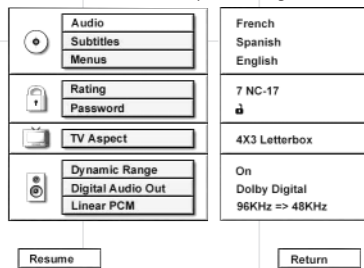 Audio French
Subtitles Spanish
Menus English
Rating 7 NC-17
Password
TV Aspect 4X3 Letterbox
Dynamic Range On
Digital Audio Out Dolby Digital
Linear PCM 96KHz => 48KHz
Resume Return